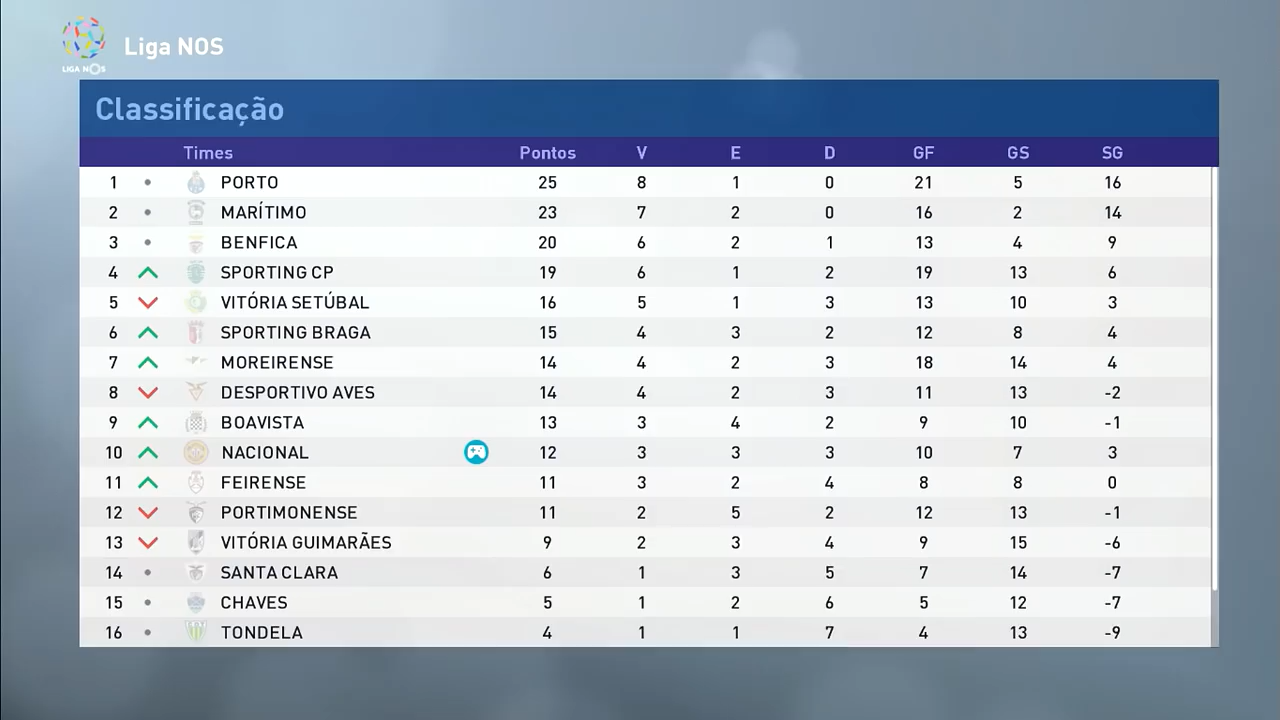 Liga NOS
LIGA NOS
Classificação
Times Pontos V E D GF GS SG
1 PORTO 25 8 1 0 21 5 16
2 MARÍTIMO 23 7 2 0 16 2 14
3 BENFICA 20 6 2 1 13 4 9
4 SPORTING CP 19 6 1 2 19 13 6
5 VITÓRIA SETÚBAL 16 5 1 3 13 10 3
6 SPORTING BRAGA 15 4 3 2 12 8 4
7 MOREIRENSE 14 4 2 3 18 14 4
8 DESPORTIVO AVES 14 4 2 3 11 13 -2
9 BOAVISTA 13 3 4 2 9 10 -1
10 NACIONAL 12 3 3 3 10 7 3
11 FEIRENSE 11 3 2 4 8 8 0
12 PORTIMONENSE 11 2 5 2 12 13 -1
13 VITÓRIA GUIMARÃES 9 2 3 4 9 15 -6
14 SANTA CLARA 6 1 3 5 7 14 -7
15 CHAVES 5 1 2 6 5 12 -7
16 TONDELA 4 1 1 7 4 13 -9